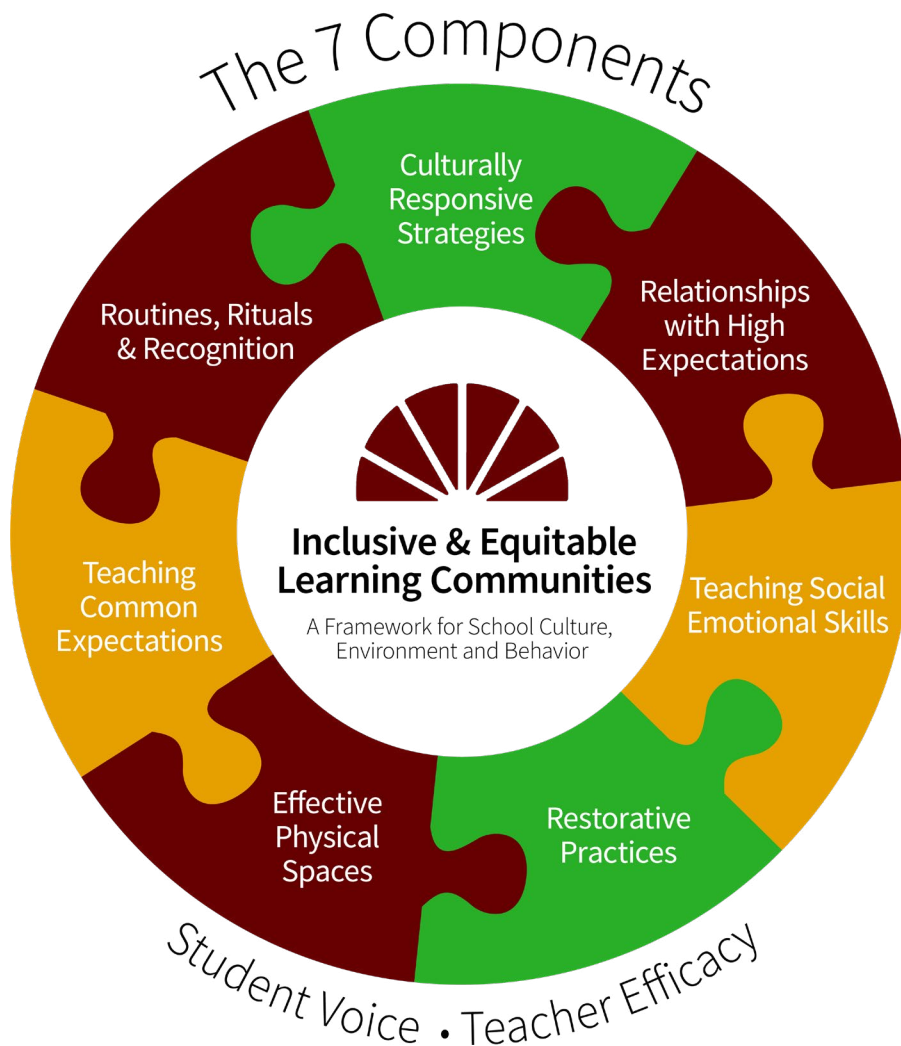 The 7 Components
Culturally
Responsive
Strategies
Relationships
with High
Expectations
Teaching Social
Emotional Skills
Restorative
Practices
Effective
Physical
Spaces
Teaching
Common
Expectations
Routines, Rituals
& Recognition
Inclusive & Equitable
Learning Communities
A Framework for School Culture,
Environment and Behavior
Student Voice • Teacher Efficacy